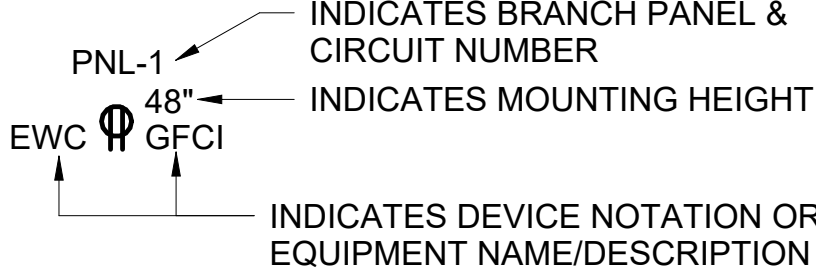 INDICATES BRANCH PANEL &
CIRCUIT NUMBER
PNL-1
48"
INDICATES MOUNTING HEIGHT
EWC GFCI
INDICATES DEVICE NOTATION OR
EQUIPMENT NAME/DESCRIPTION